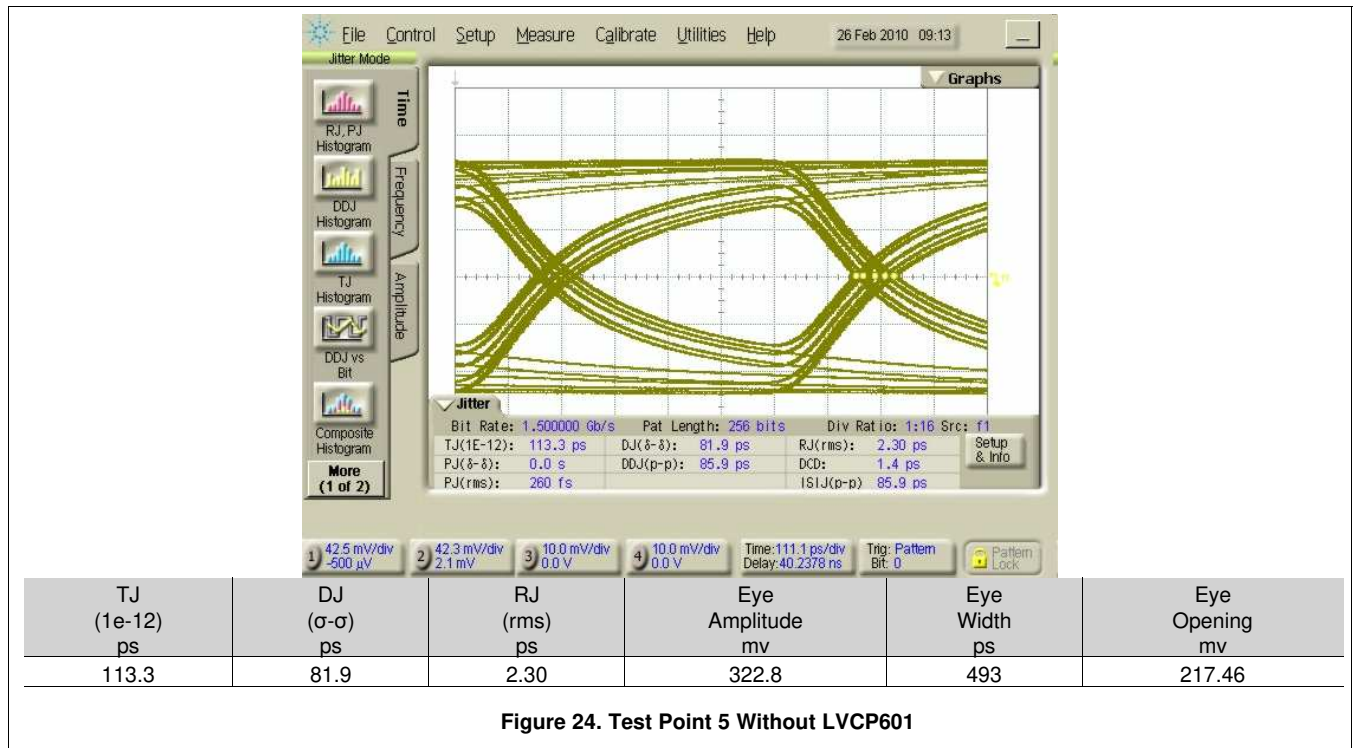 File Control Setup Measure Calibrate Utilities Help 26 Feb 2010 09:13
Jitter Mode
Graphs
Time
Frequency
Amplitude
RJ, PJ
Histogram
DDJ
Histogram
TJ
Histogram
DDJ vs
Bit
Composite
Histogram
More
(1 of 2)
Jitter
Bit Rate: 1.500000 Gb/s Pat Length: 256 bits Div Ratio: 1:16 Src: f1
TJ(1E-12): 113.3 ps DJ(δ-δ): 81.9 ps RJ(rms): 2.30 ps
PJ(δ-δ): 0.0 s DDJ(p-p): 85.9 ps DCD: 1.4 ps
PJ(rms): 260 fs ISIJ(p-p) 85.9 ps
Setup
& Info
1) 42.5 mV/div
-500 µV
2) 42.3 mV/div
2.1 mV
3) 10.0 mV/div
0.0 V
4) 10.0 mV/div
0.0 V
Time:111.1 ps/div
Delay:40.2378 ns
Trig: Pattern
Bit: 0
Pattern
Lock
TJ DJ RJ Eye Eye Eye
(1e-12) (σ-σ) (rms) Amplitude Width Opening
ps ps ps mv ps mv
113.3 81.9 2.30 322.8 493 217.46
Figure 24. Test Point 5 Without LVCP601